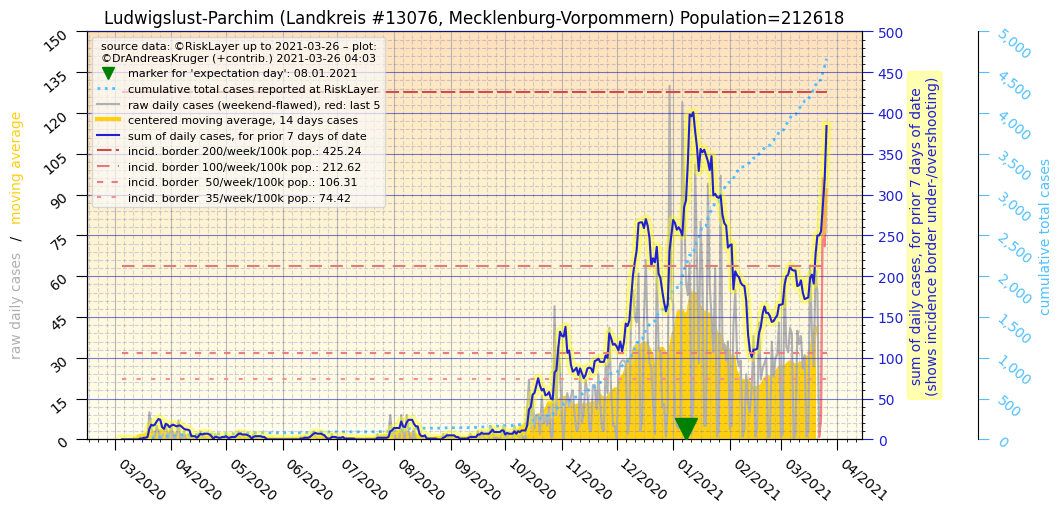 Ludwigslust-Parchim (Landkreis #13076, Mecklenburg-Vorpommern) Population=212618
source data: ©RiskLayer up to 2021-03-26 – plot:
©DrAndreasKruger (+contrib.) 2021-03-26 04:03
marker for 'expectation day': 08.01.2021
cumulative total cases reported at RiskLayer
raw daily cases (weekend-flawed), red: last 5
centered moving average, 14 days cases
sum of daily cases, for prior 7 days of date
incid. border 200/week/100k pop.: 425.24
incid. border 100/week/100k pop.: 212.62
incid. border  50/week/100k pop.: 106.31
incid. border  35/week/100k pop.: 74.42
raw daily cases  /  moving average
150
135
120
105
90
75
60
45
30
15
0
500
450
400
350
300
250
200
150
100
50
0
sum of daily cases, for prior 7 days of date
(shows incidence border under-/overshooting)
5,000
4,500
4,000
3,500
3,000
2,500
2,000
1,500
1,000
500
0
cumulative total cases
03/2020
04/2020
05/2020
06/2020
07/2020
08/2020
09/2020
10/2020
11/2020
12/2020
01/2021
02/2021
03/2021
04/2021